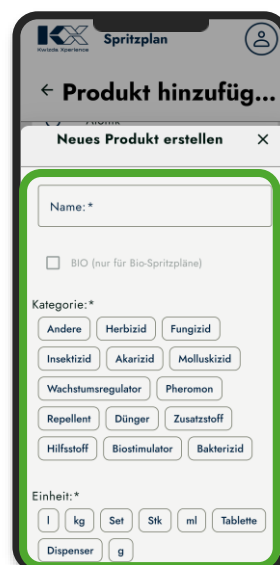 KX Spritzplan
Kwizda. Xpertence
← Produkt hinzufüg...
Neues Produkt erstellen X
Name:*
BIO (nur für Bio-Spritzpläne)
Kategorie:*
Andere Herbizid Fungizid
Insektizid Akarizid Molluskizid
Wachstumsregulator Pheromon
Repellent Dünger Zusatzstoff
Hilfsstoff Biostimulator Bakterizid
Einheit:*
l kg Set Stk ml Tablette
Dispenser g